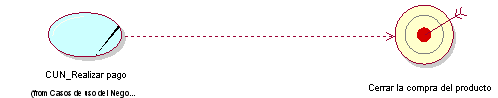 CUN_Realizar pago
(from Casos de uso del Nego...
Cerrar la compra del producto